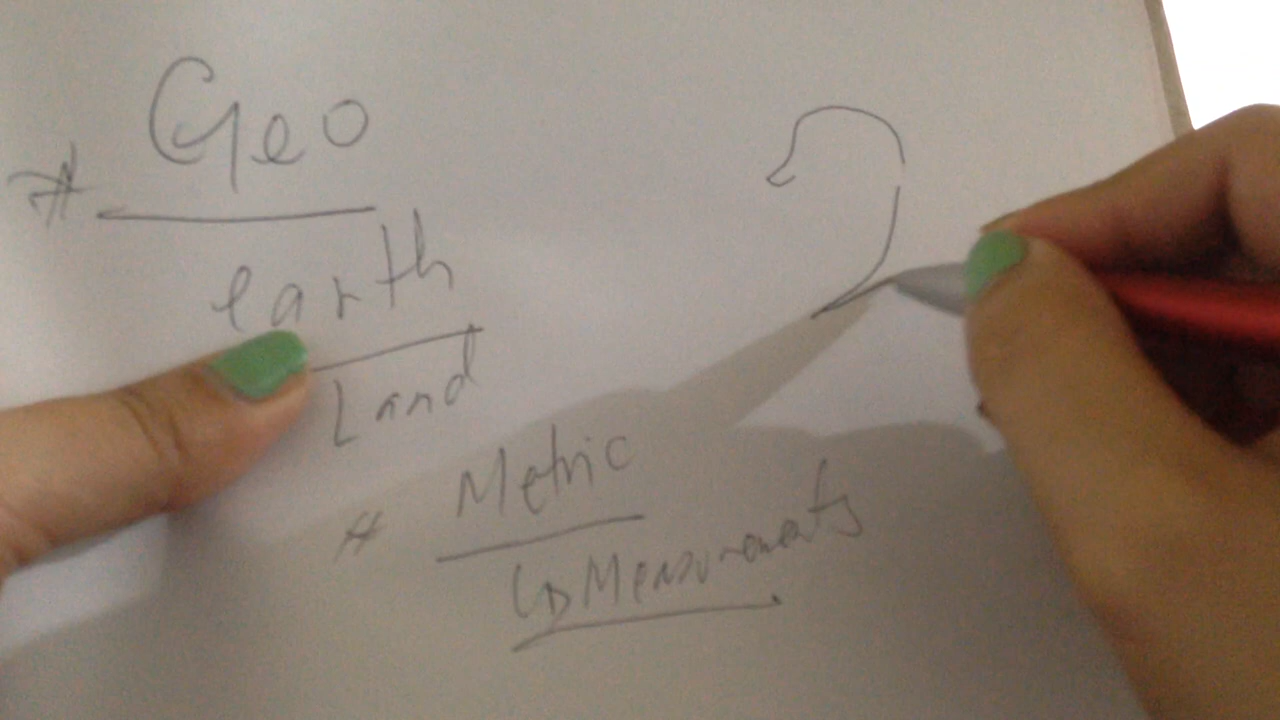 * Geo
earth
Land
* Metric
↳ Measurements